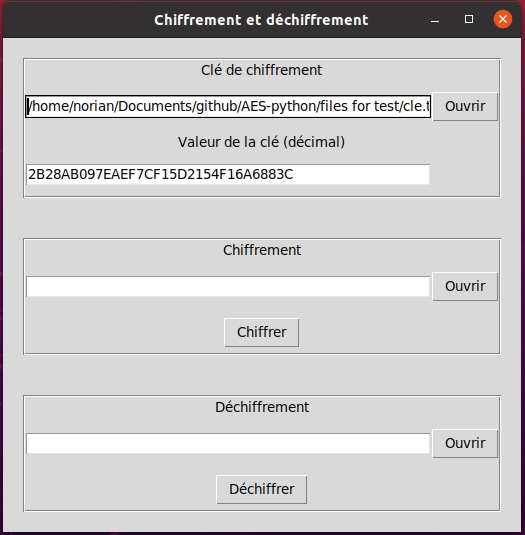 Chiffrement et déchiffrement
Clé de chiffrement
/home/norian/Documents/github/AES-python/files for test/cle.t
Ouvrir
Valeur de la clé (décimal)
2B28AB097EAEF7CF15D2154F16A6883C
Chiffrement
Ouvrir
Chiffrer
Déchiffrement
Ouvrir
Déchiffrer